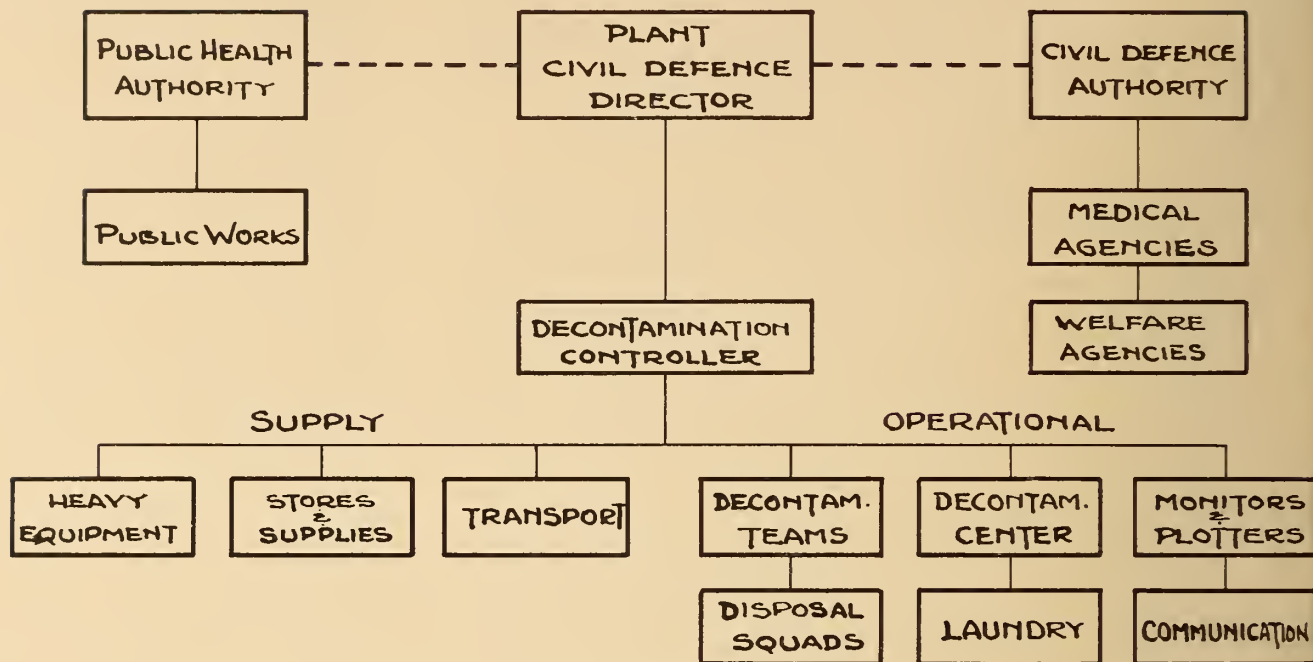 PUBLIC HEALTH
AUTHORITY
PLANT
CIVIL DEFENCE
DIRECTOR
CIVIL DEFENCE
AUTHORITY
PUBLIC WORKS
MEDICAL
AGENCIES
DECONTAMINATION
CONTROLLER
WELFARE
AGENCIES
SUPPLY
OPERATIONAL
HEAVY
EQUIPMENT
STORES
&
SUPPLIES
TRANSPORT
DECONTAM.
TEAMS
DECONTAM.
CENTER
MONITORS
&
PLOTTERS
DISPOSAL
SQUADS
LAUNDRY
COMMUNICATION